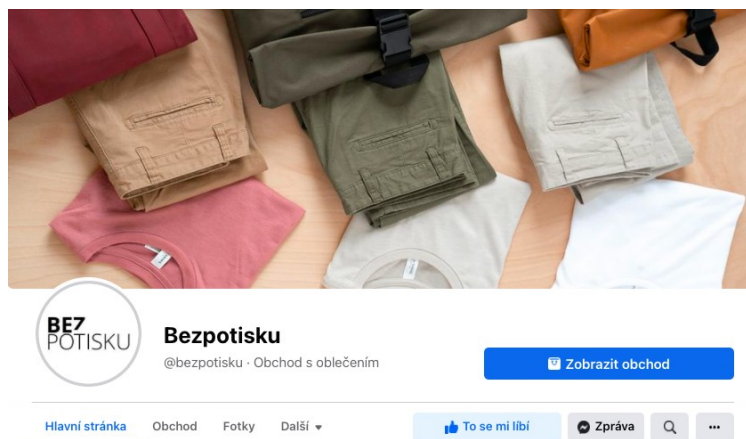 BEZ
POTISKU
Bezpotisku
@bezpotisku · Obchod s oblečením
Zobrazit obchod
Hlavní stránka Obchod Fotky Další To se mi líbí Zpráva